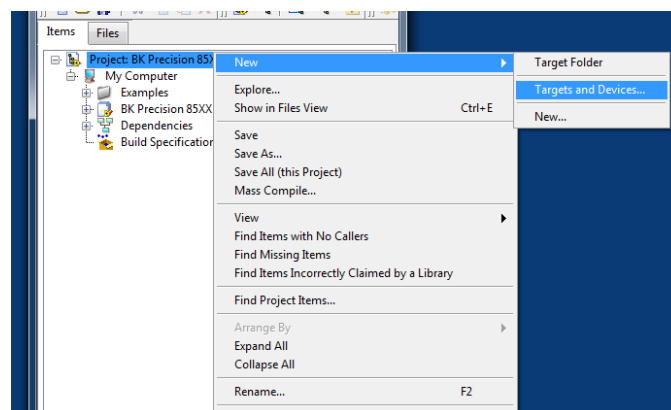 Items Files
Project: BK Precision 85
My Computer
Examples
BK Precision 85XX
Dependencies
Build Specification
New
Explore...
Show in Files View Ctrl+E
Save
Save As...
Save All (this Project)
Mass Compile...
View
Find Items with No Callers
Find Missing Items
Find Items Incorrectly Claimed by a Library
Find Project Items...
Arrange By
Expand All
Collapse All
Rename... F2
Target Folder
Targets and Devices...
New...